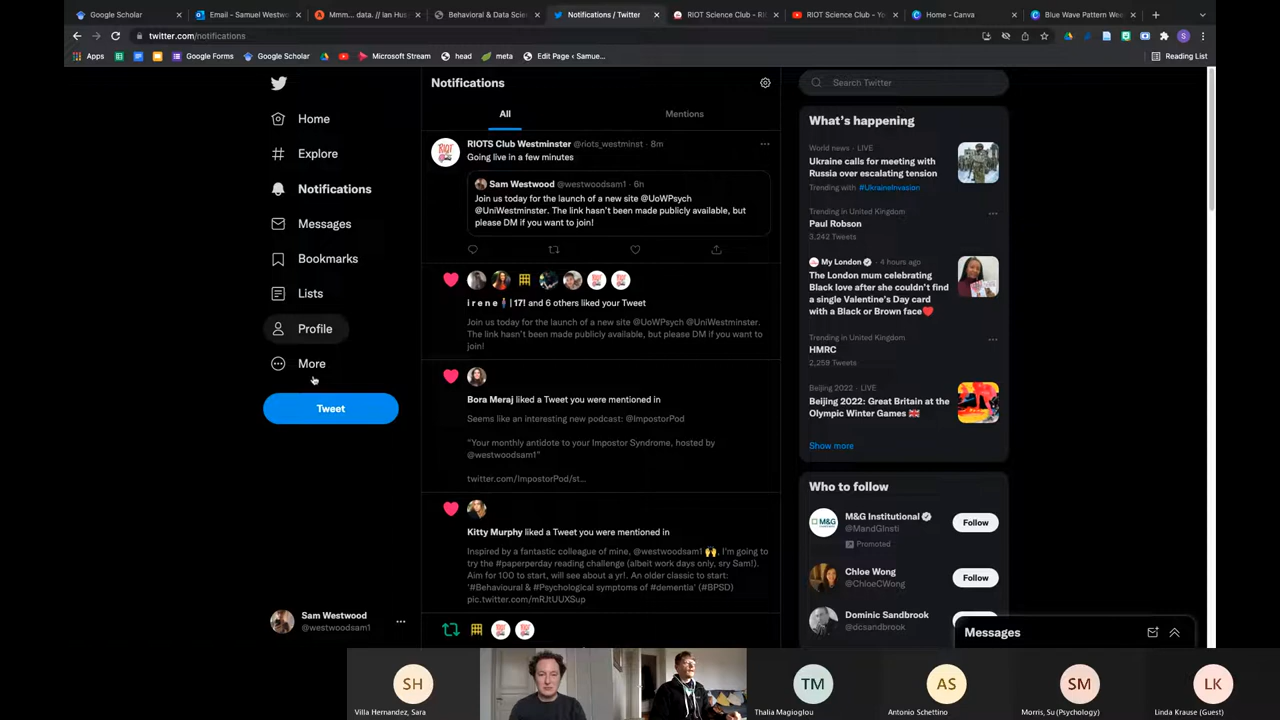 Google Scholar
Email – Samuel Westwo
Mmm... data. // Ian Hus
Behavioral & Data Scien
Notifications / Twitter
RIOT Science Club – RI
RIOT Science Club - Yo
Home - Canva
Blue Wave Pattern We
twitter.com/notifications
Apps
Google Forms
Google Scholar
Microsoft Stream
head
meta
Edit Page ‹ Samue...
Reading List
Home
Explore
Notifications
Messages
Bookmarks
Lists
Profile
More
Tweet
Sam Westwood
@westwoodsam1
Notifications
All
Mentions
RIOTS Club Westminster @riots_westminst · 8m
Going live in a few minutes
Sam Westwood @westwoodsam1 · 6h
Join us today for the launch of a new site @UoWPsych
@UniWestminster. The link hasn't been made publicly available, but
please DM if you want to join!
i r e n e | 17! and 6 others liked your Tweet
Join us today for the launch of a new site @UoWPsych @UniWestminster.
The link hasn't been made publicly available, but please DM if you want to
join!
Bora Meraj liked a Tweet you were mentioned in
Seems like an interesting new podcast: @ImpostorPod
"Your monthly antidote to your Impostor Syndrome, hosted by
@westwoodsam1"
twitter.com/ImpostorPod/st...
Kitty Murphy liked a Tweet you were mentioned in
Inspired by a fantastic colleague of mine, @westwoodsam1 🙌, I'm going to
try the #paperperday reading challenge (albeit work days only, sry Sam!).
Aim for 100 to start, will see about a yr!. An older classic to start:
'#Behavioural & #Psychological symptoms of #dementia' (#BPSD)
pic.twitter.com/mRJtUUXSup
Search Twitter
What's happening
World news · LIVE
Ukraine calls for meeting with
Russia over escalating tension
Trending with #UkraineInvasion
Trending in United Kingdom
Paul Robson
3,242 Tweets
My London · 4 hours ago
The London mum celebrating
Black love after she couldn't find
a single Valentine's Day card
with a Black or Brown face❤️
Trending in United Kingdom
HMRC
2,259 Tweets
Beijing 2022 · LIVE
Beijing 2022: Great Britain at the
Olympic Winter Games 🇬🇧
Show more
Who to follow
M&G Institutional
@MandGInsti
Promoted
Follow
Chloe Wong
@ChloeCWong
Follow
Dominic Sandbrook
@dcsandbrook
Messages
SH
Villa Hernandez, Sara
TM
Thalia Magioglou
AS
Antonio Schettino
SM
Morris, Su (Psychology)
LK
Linda Krause (Guest)